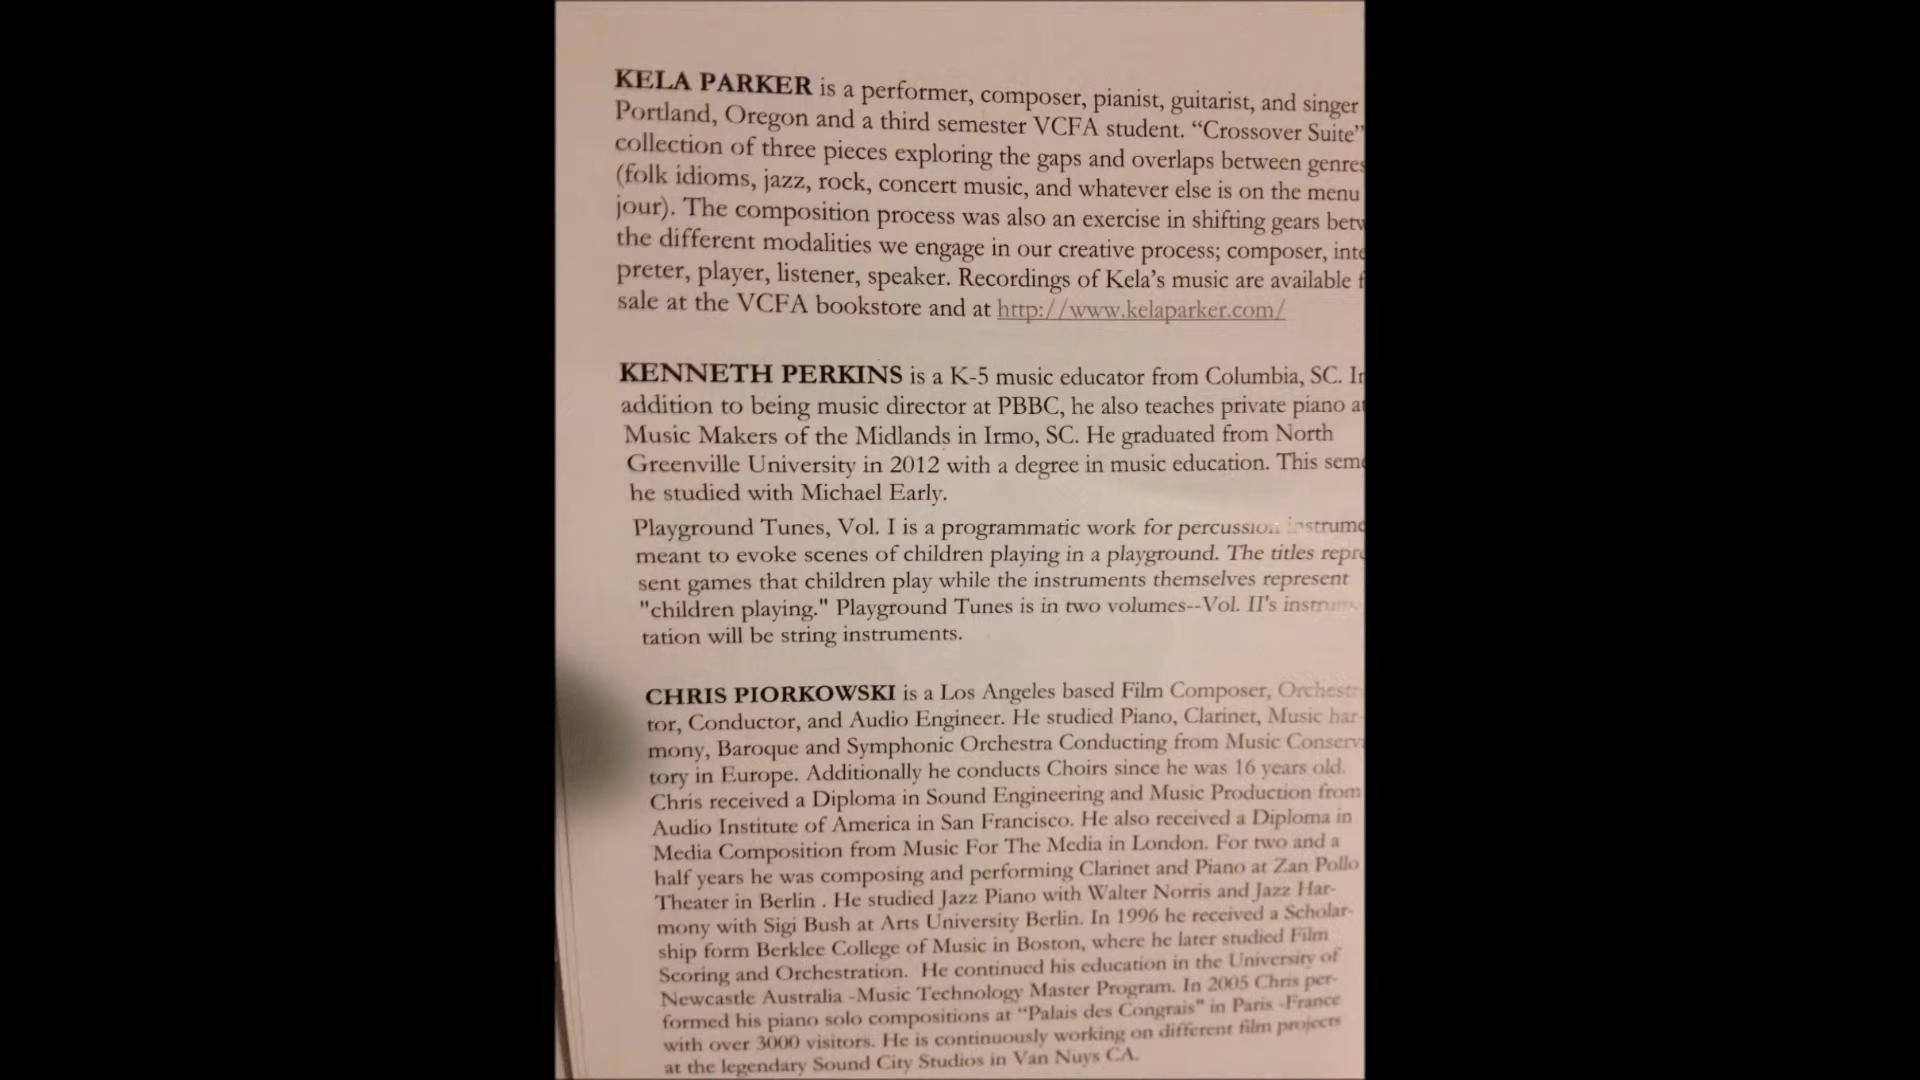 KELA PARKER is a performer, composer, pianist, guitarist, and singer
Portland, Oregon and a third semester VCFA student. “Crossover Suite”
collection of three pieces exploring the gaps and overlaps between genres
(folk idioms, jazz, rock, concert music, and whatever else is on the menu
jour). The composition process was also an exercise in shifting gears
the different modalities we engage in our creative process; composer,
preter, player, listener, speaker. Recordings of Kela’s music are available
sale at the VCFA bookstore and at http://www.kelaparker.com/
KENNETH PERKINS is a K-5 music educator from Columbia, SC.
addition to being music director at PBBC, he also teaches private piano at
Music Makers of the Midlands in Irmo, SC. He graduated from North
Greenville University in 2012 with a degree in music education. This
he studied with Michael Early.
Playground Tunes, Vol. I is a programmatic work for percussion
meant to evoke scenes of children playing in a playground. The titles
sent games that children play while the instruments themselves represent
"children playing." Playground Tunes is in two volumes--Vol. II's
tation will be string instruments.
CHRIS PIORKOWSKI is a Los Angeles based Film Composer,
tor, Conductor, and Audio Engineer. He studied Piano, Clarinet, Music har-
mony, Baroque and Symphonic Orchestra Conducting from Music
tory in Europe. Additionally he conducts Choirs since he was 16 years old.
Chris received a Diploma in Sound Engineering and Music Production from
Audio Institute of America in San Francisco. He also received a Diploma in
Media Composition from Music For The Media in London. For two and a
half years he was composing and performing Clarinet and Piano at Zan Pollo
Theater in Berlin . He studied Jazz Piano with Walter Norris and Jazz Har-
mony with Sigi Bush at Arts University Berlin. In 1996 he received a Scholar-
ship form Berklee College of Music in Boston, where he later studied Film
Scoring and Orchestration. He continued his education in the University of
Newcastle Australia -Music Technology Master Program. In 2005 Chris per-
formed his piano solo compositions at “Palais des Congrais" in Paris -France
with over 3000 visitors. He is continuously working on different film projects
at the legendary Sound City Studios in Van Nuys CA.